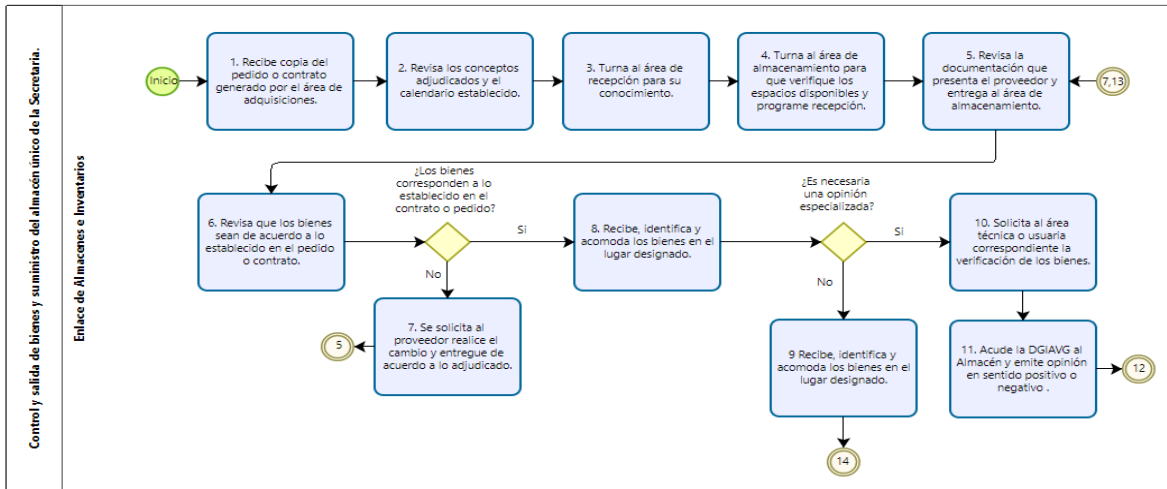 Control y salida de bienes y suministro del almacén único de la Secretaria.
Enlace de Almacenes e Inventarios
Inicio
1. Recibe copia del
pedido o contrato
generado por el área de
adquisiciones.
2. Revisa los conceptos
adjudicados y el
calendario establecido.
3. Turna al área de
recepción para su
conocimiento.
4. Turna al área de
almacenamiento para
que verifique los
espacios disponibles y
programe recepción.
5. Revisa la
documentación que
presenta el proveedor y
entrega al área de
almacenamiento.
7,13
6. Revisa que los bienes
sean de acuerdo a lo
establecido en el pedido
o contrato.
¿Los bienes
corresponden a lo
establecido en el
contrato o pedido?
Si
No
7. Se solicita al
proveedor realice el
cambio y entregue de
acuerdo a lo adjudicado.
5
8. Recibe, identifica y
acomoda los bienes en el
lugar designado.
¿Es necesaria
una opinión
especializada?
Si
No
9 Recibe, identifica y
acomoda los bienes en el
lugar designado.
14
10. Solicita al área
técnica o usuaria
correspondiente la
verificación de los bienes.
11. Acude la DGIAVG al
Almacén y emite opinión
en sentido positivo o
negativo .
12